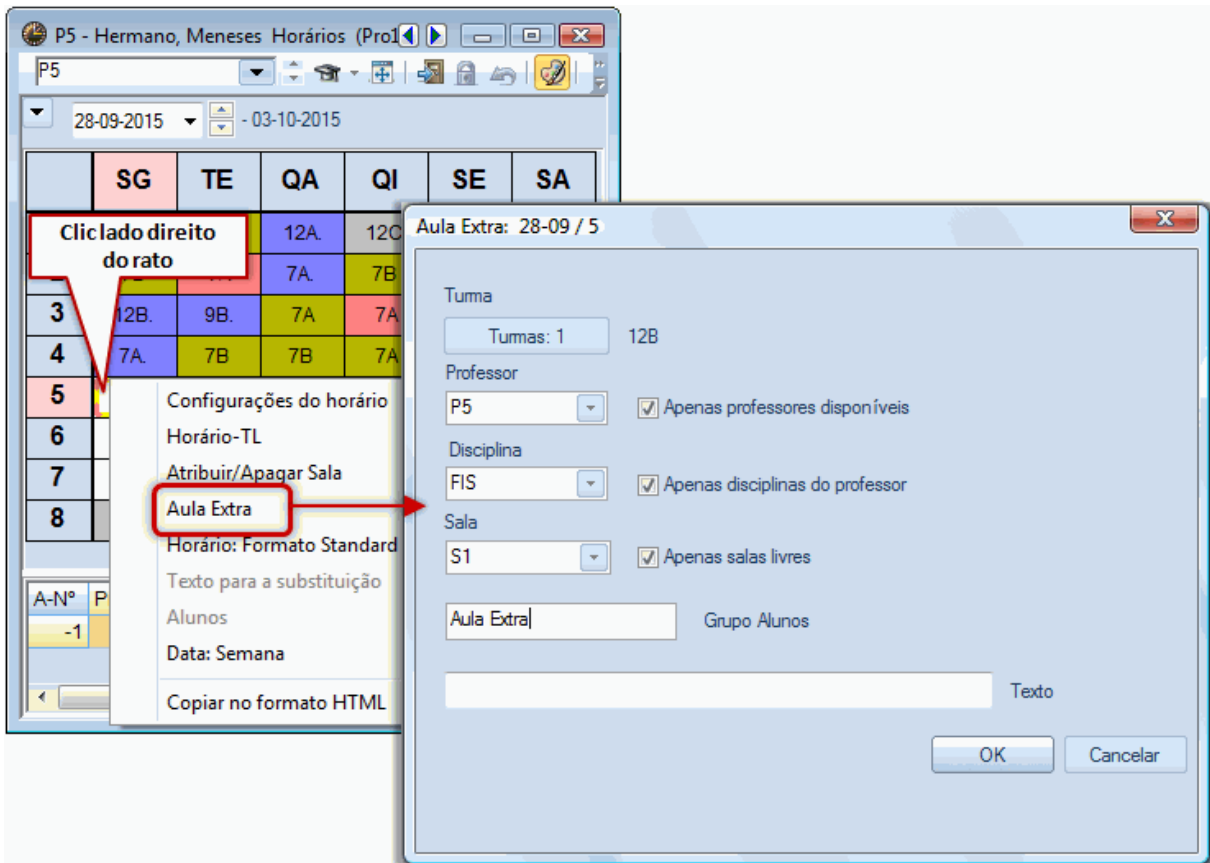 P5 - Hermano, Meneses Horários (Pro1
P5
28-09-2015 - 03-10-2015
SG TE QA QI SE SA
Clic lado direito
do rato
12A. 12C
7A. 7B
3 12B. 9B. 7A 7A
4 7A. 7B 7B 7A
5
6
7
8
Configurações do horário
Horário-TL
Atribuir/Apagar Sala
Aula Extra
Horário: Formato Standard
Texto para a substituição
Alunos
Data: Semana
Copiar no formato HTML
A-Nº P
-1
Aula Extra: 28-09 / 5
Turma
Turmas: 1 12B
Professor
P5 Apenas professores disponíveis
Disciplina
FIS Apenas disciplinas do professor
Sala
S1 Apenas salas livres
Aula Extra Grupo Alunos
Texto
OK Cancelar